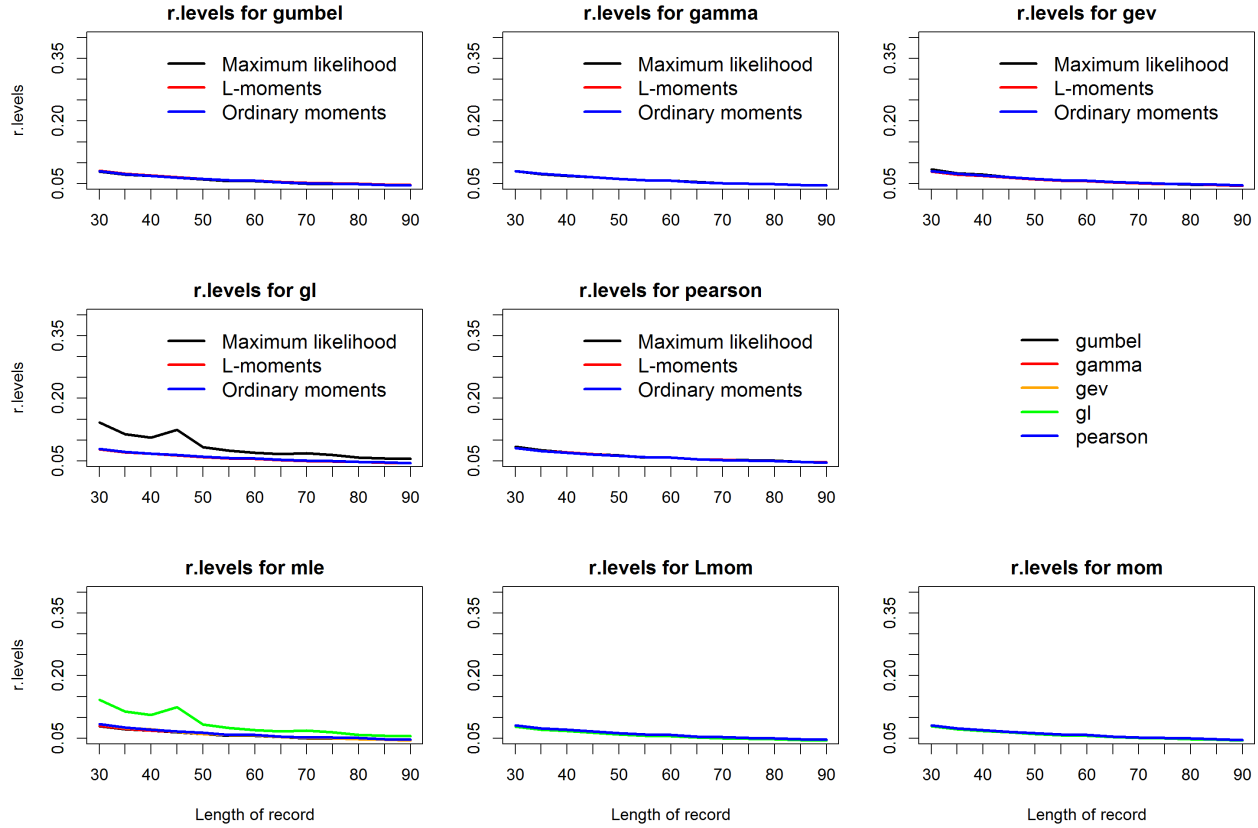 r.levels for gumbel
r.levels for gamma
r.levels for gev
r.levels
0.05 0.20 0.35
Maximum likelihood
L-moments
Ordinary moments
30 40 50 60 70 80 90
0.05 0.20 0.35
Maximum likelihood
L-moments
Ordinary moments
30 40 50 60 70 80 90
0.05 0.20 0.35
Maximum likelihood
L-moments
Ordinary moments
30 40 50 60 70 80 90
r.levels for gl
r.levels for pearson
r.levels
0.05 0.20 0.35
Maximum likelihood
L-moments
Ordinary moments
30 40 50 60 70 80 90
0.05 0.20 0.35
Maximum likelihood
L-moments
Ordinary moments
30 40 50 60 70 80 90
gumbel
gamma
gev
gl
pearson
r.levels for mle
r.levels for Lmom
r.levels for mom
r.levels
0.05 0.20 0.35
30 40 50 60 70 80 90
Length of record
0.05 0.20 0.35
30 40 50 60 70 80 90
Length of record
0.05 0.20 0.35
30 40 50 60 70 80 90
Length of record